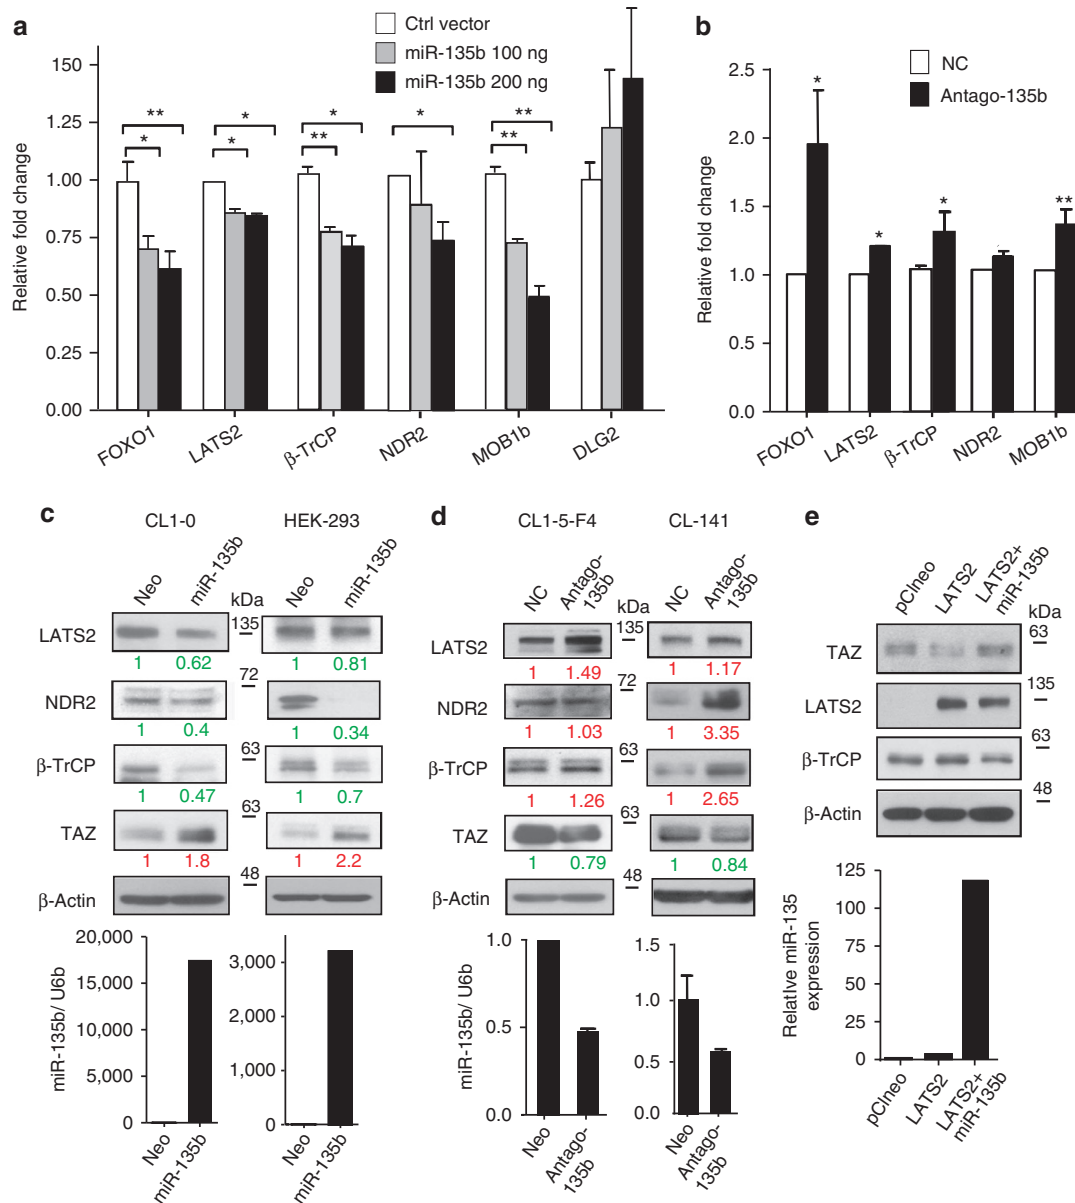 a
Ctrl vector
miR-135b 100 ng
miR-135b 200 ng
Relative fold change
150
1.25
1.00
0.75
0.50
0.25
0.00
** * * * * ** * ** **
FOXO1 LATS2 β-TrCP NDR2 MOB1b DLG2
b
NC
Antago-135b
Relative fold change
2.5
2.0
1.5
1.0
0.5
0.0
* * * **
FOXO1 LATS2 β-TrCP NDR2 MOB1b
c
CL1-0 HEK-293
Neo miR-135b kDa Neo miR-135b
LATS2 135
1 0.62 1 0.81
NDR2 72
1 0.4 1 0.34
β-TrCP 63
1 0.47 1 0.7
TAZ 63
1 1.8 1 2.2
β-Actin 48
miR-135b/ U6b
20,000
15,000
10,000
5,000
0
Neo miR-135b
3,000
2,000
1,000
0
Neo miR-135b
d
CL1-5-F4 CL-141
NC Antago-135b kDa NC Antago-135b
LATS2 135
1 1.49 1 1.17
NDR2 72
1 1.03 1 3.35
β-TrCP 63
1 1.26 1 2.65
TAZ 63
1 0.79 1 0.84
β-Actin 48
miR-135b/ U6b
1.0
0.5
0.0
Neo Antago-135b
1.5
1.0
0.5
0.0
Neo Antago-135b
e
pCIneo LATS2 LATS2+ miR-135b
kDa
TAZ 63
LATS2 135
β-TrCP 63
β-Actin 48
Relative miR-135
expression
125
100
75
50
25
0
pCIneo LATS2 LATS2+ miR-135b